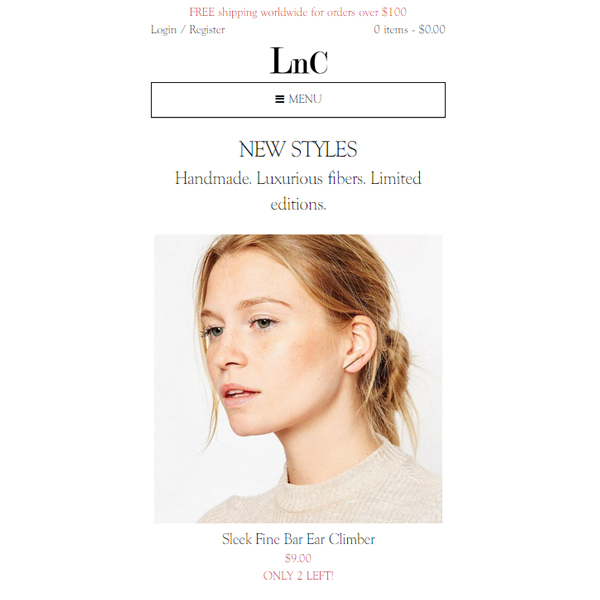 FREE shipping worldwide for orders over $100
Login / Register
0 items - $0.00
LnC
MENU
NEW STYLES
Handmade. Luxurious fibers. Limited
editions.
Sleek Fine Bar Ear Climber
$9.00
ONLY 2 LEFT!